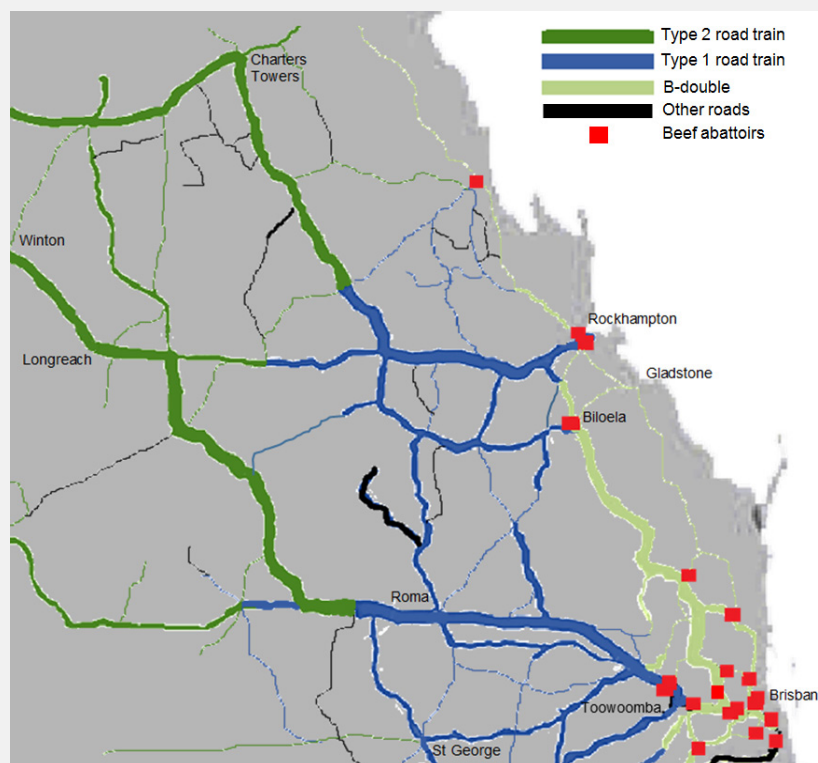 Type 2 road train
Type 1 road train
B-double
Other roads
Beef abattoirs
Charters
Towers
Winton
Longreach
Rockhampton
Gladstone
Biloela
Roma
Brisban
Toowoomba
St George